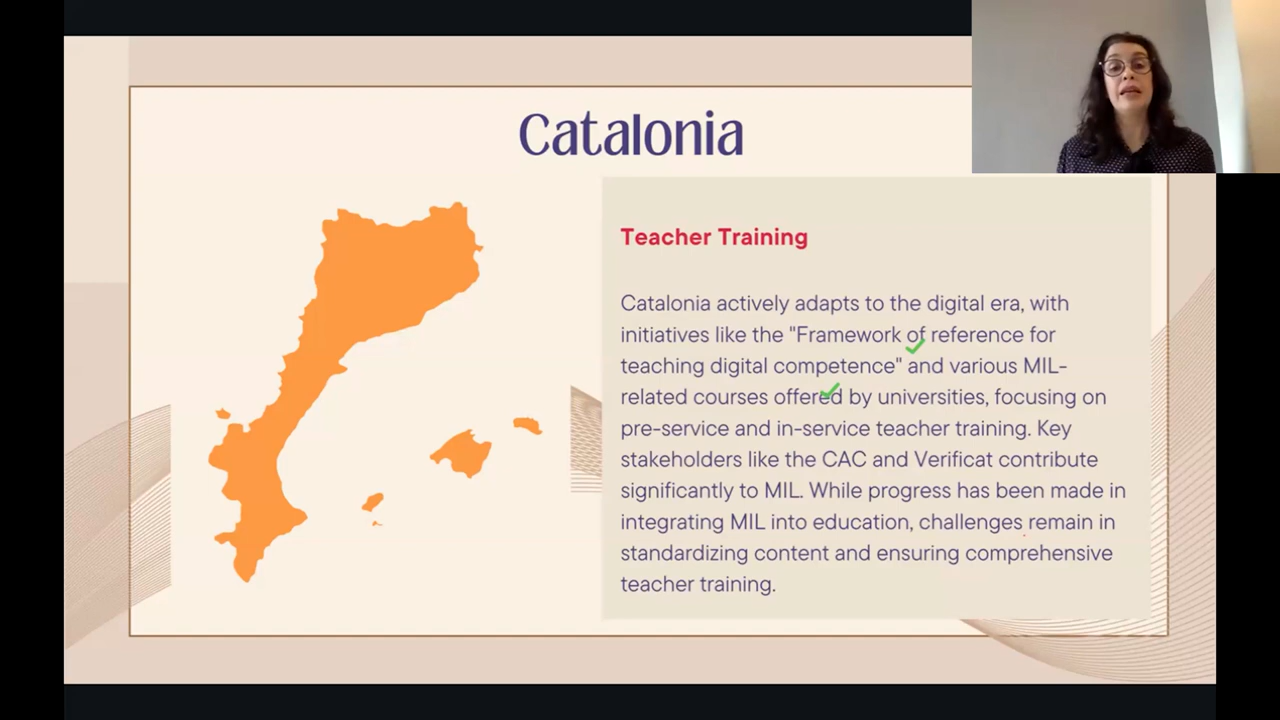 Catalonia
Teacher Training
Catalonia actively adapts to the digital era, with
initiatives like the "Framework of reference for
teaching digital competence" and various MIL-
related courses offered by universities, focusing on
pre-service and in-service teacher training. Key
stakeholders like the CAC and Verificat contribute
significantly to MIL. While progress has been made in
integrating MIL into education, challenges remain in
standardizing content and ensuring comprehensive
teacher training.